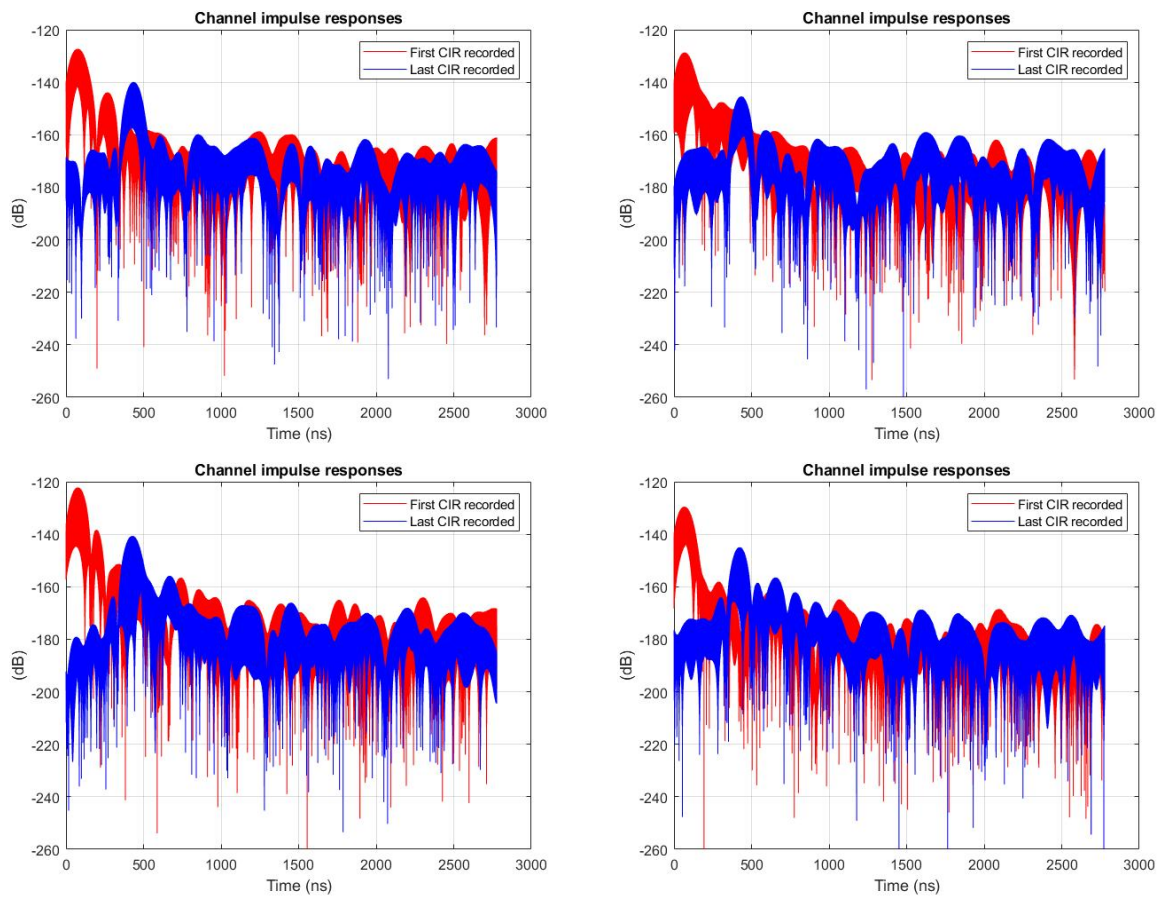 Channel impulse responses
First CIR recorded
Last CIR recorded
-120
-140
-160
-180
-200
-220
-240
-260
(dB)
0 500 1000 1500 2000 2500 3000
Time (ns)
Channel impulse responses
First CIR recorded
Last CIR recorded
-120
-140
-160
-180
-200
-220
-240
-260
(dB)
0 500 1000 1500 2000 2500 3000
Time (ns)
Channel impulse responses
First CIR recorded
Last CIR recorded
-120
-140
-160
-180
-200
-220
-240
-260
(dB)
0 500 1000 1500 2000 2500 3000
Time (ns)
Channel impulse responses
First CIR recorded
Last CIR recorded
-120
-140
-160
-180
-200
-220
-240
-260
(dB)
0 500 1000 1500 2000 2500 3000
Time (ns)